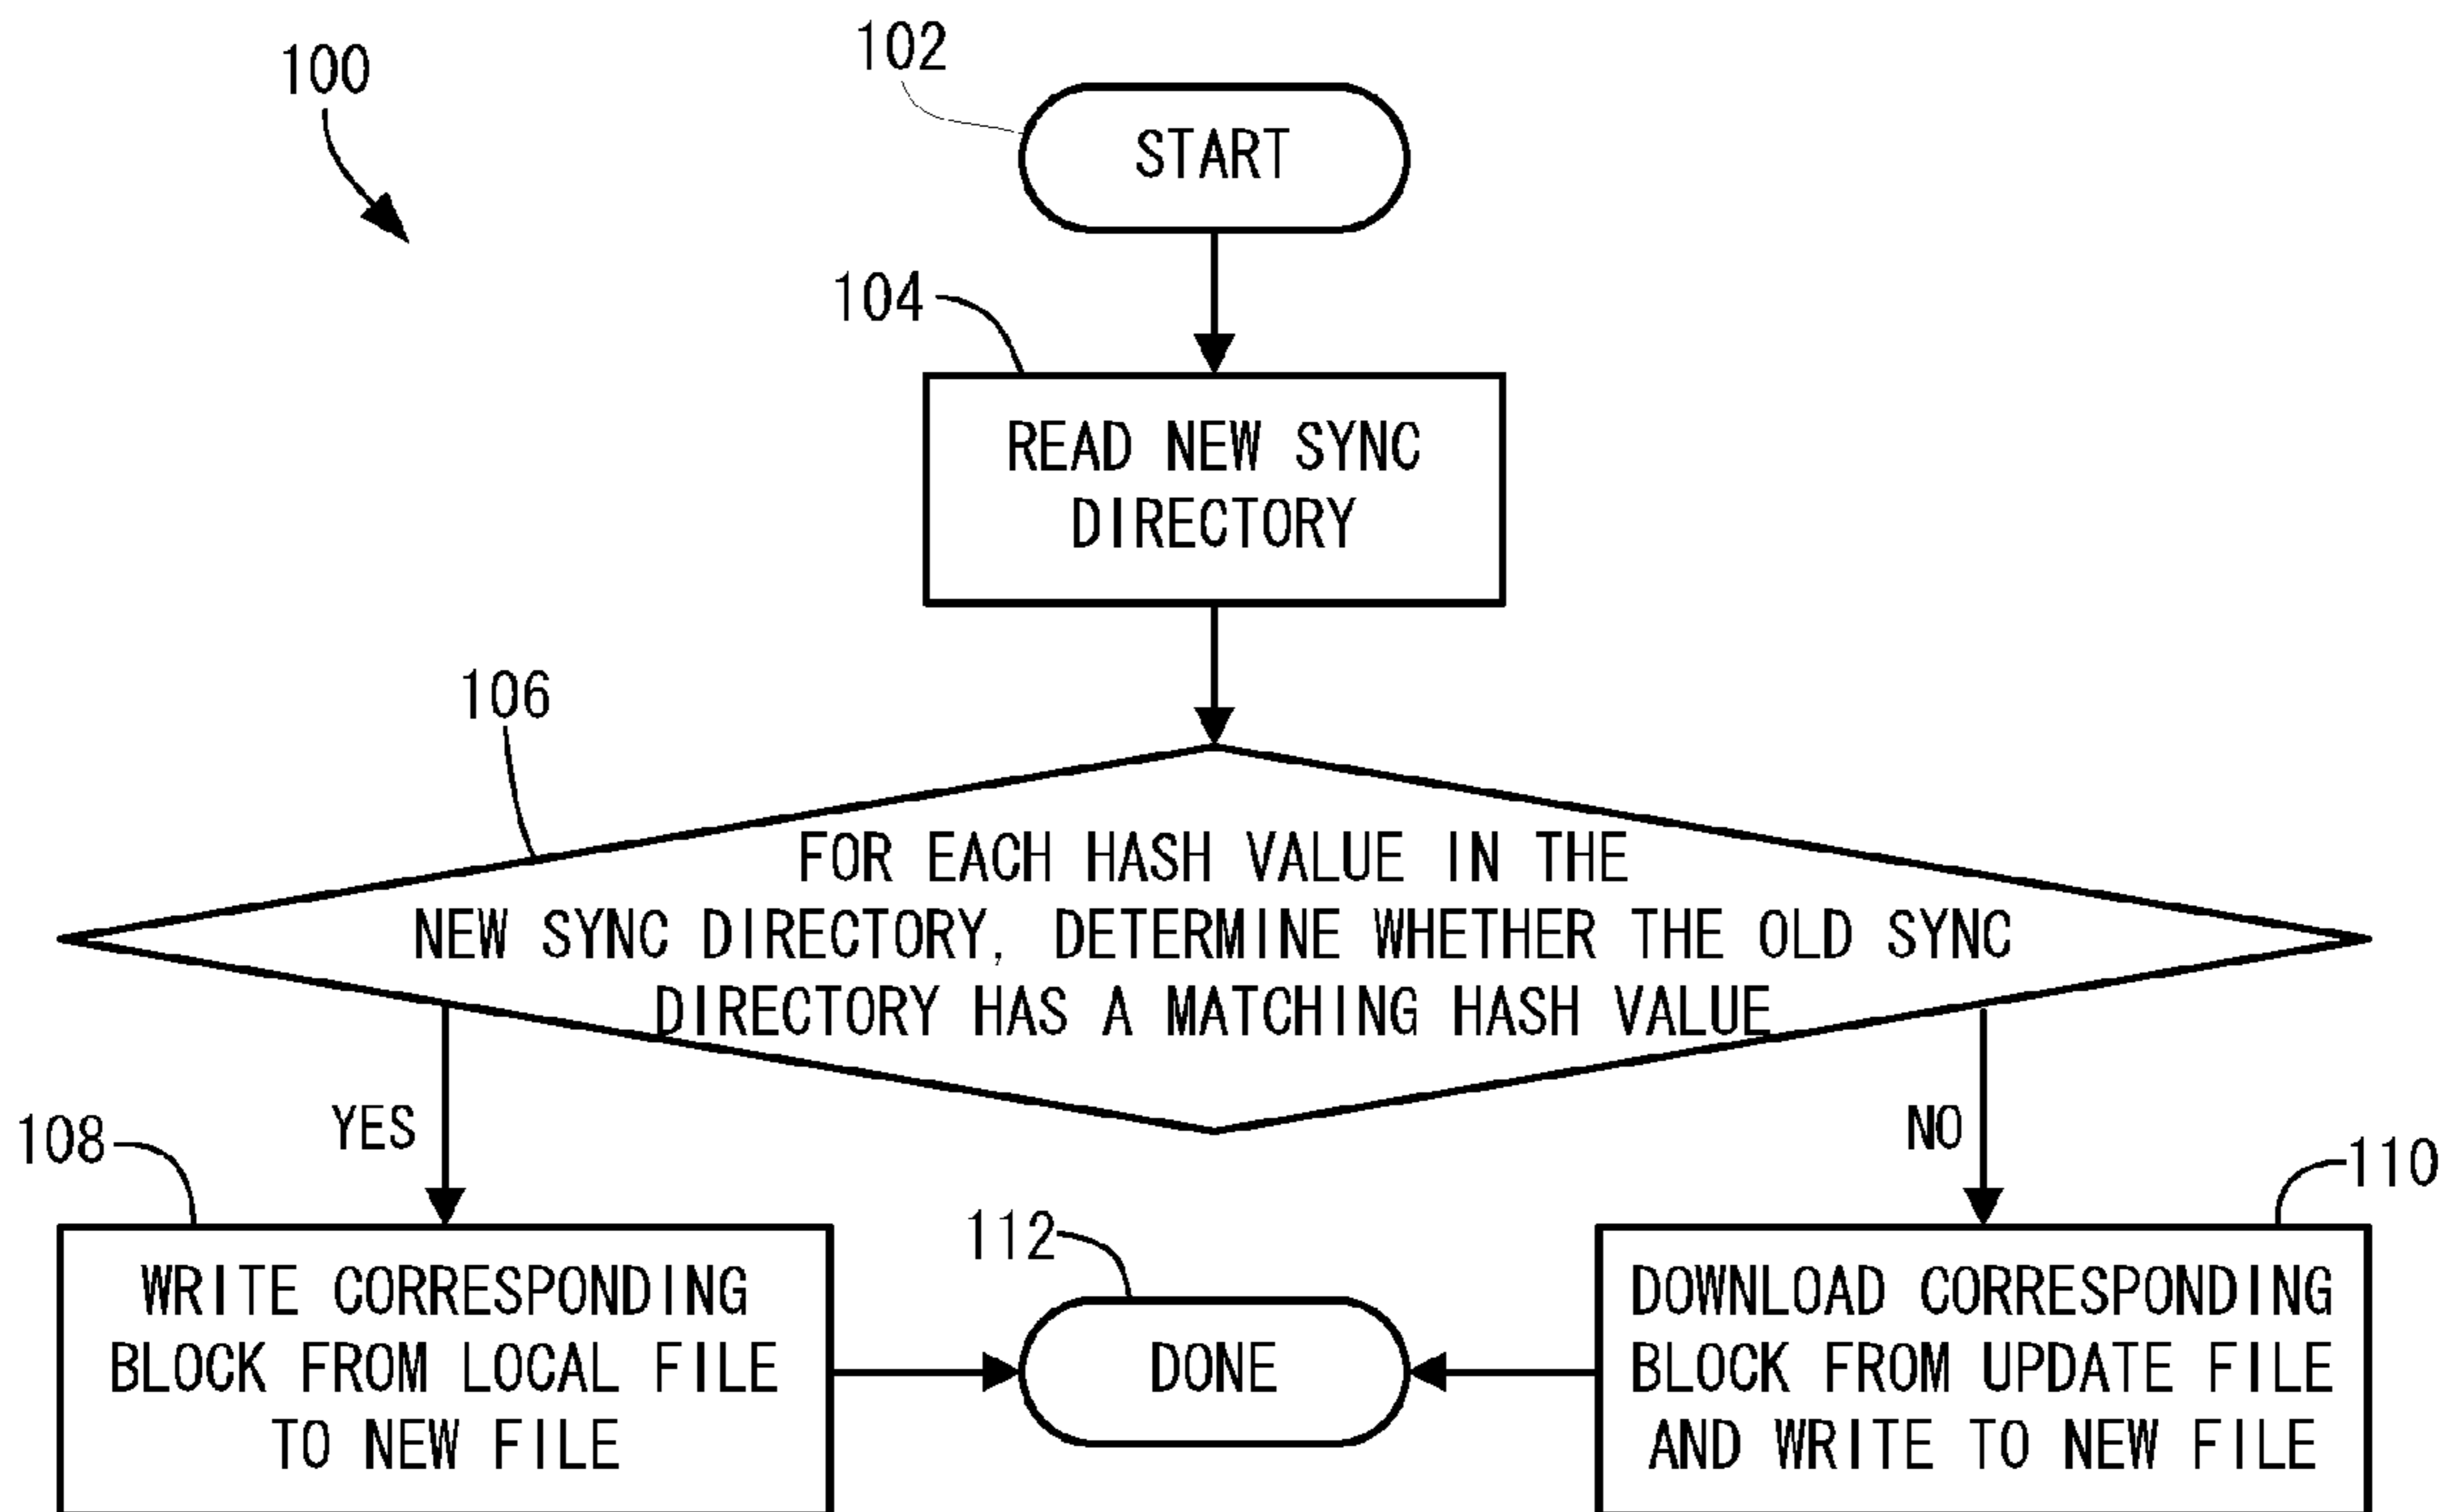 100
102
START
104
READ NEW SYNC
DIRECTORY
106
FOR EACH HASH VALUE IN THE
NEW SYNC DIRECTORY, DETERMINE WHETHER THE OLD SYNC
DIRECTORY HAS A MATCHING HASH VALUE
YES
NO
108
WRITE CORRESPONDING
BLOCK FROM LOCAL FILE
TO NEW FILE
112
DONE
110
DOWNLOAD CORRESPONDING
BLOCK FROM UPDATE FILE
AND WRITE TO NEW FILE